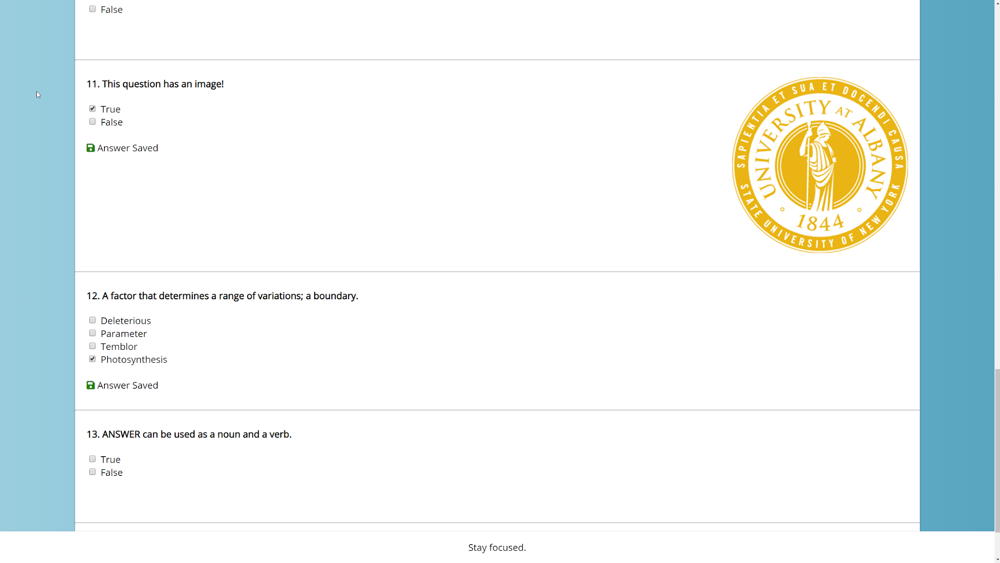 False
11. This question has an image!
True
False
Answer Saved
SAPIENTIA ET SUA ET DOCENDI CAUSA
UNIVERSITY AT ALBANY
1844
STATE UNIVERSITY OF NEW YORK
12. A factor that determines a range of variations; a boundary.
Deleterious
Parameter
Temblor
Photosynthesis
Answer Saved
13. ANSWER can be used as a noun and a verb.
True
False
Stay focused.